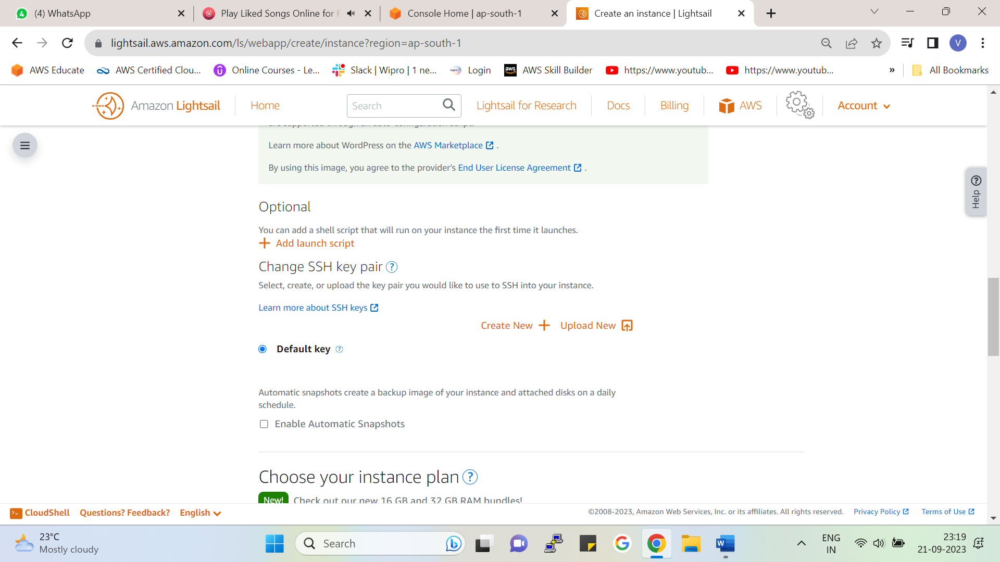 4
(4) WhatsApp
Play Liked Songs Online for F
Console Home | ap-south-1
Create an instance | Lightsail
lightsail.aws.amazon.com/ls/webapp/create/instance?region=ap-south-1
V
AWS Educate
AWS Certified Clou...
Online Courses - Le...
Slack | Wipro | 1 ne...
Login
AWS Skill Builder
https://www.youtub...
https://www.youtub...
»
All Bookmarks
Amazon Lightsail
Home
Search
Lightsail for Research
Docs
Billing
AWS
Account
are supported through an auto-configuration script.
Learn more about WordPress on the AWS Marketplace .
By using this image, you agree to the provider's End User License Agreement .
Help
Optional
You can add a shell script that will run on your instance the first time it launches.
+ Add launch script
Change SSH key pair ?
Select, create, or upload the key pair you would like to use to SSH into your instance.
Learn more about SSH keys
Create New +
Upload New
Default key ?
Automatic snapshots create a backup image of your instance and attached disks on a daily
schedule.
Enable Automatic Snapshots
Choose your instance plan ?
New! Check out our new 16 GB and 32 GB RAM bundles!
CloudShell
Questions? Feedback?
English
©2008-2023, Amazon Web Services, Inc. or its affiliates. All rights reserved.
Privacy Policy
Terms of Use
23°C
Mostly cloudy
Search
ENG
IN
23:19
21-09-2023